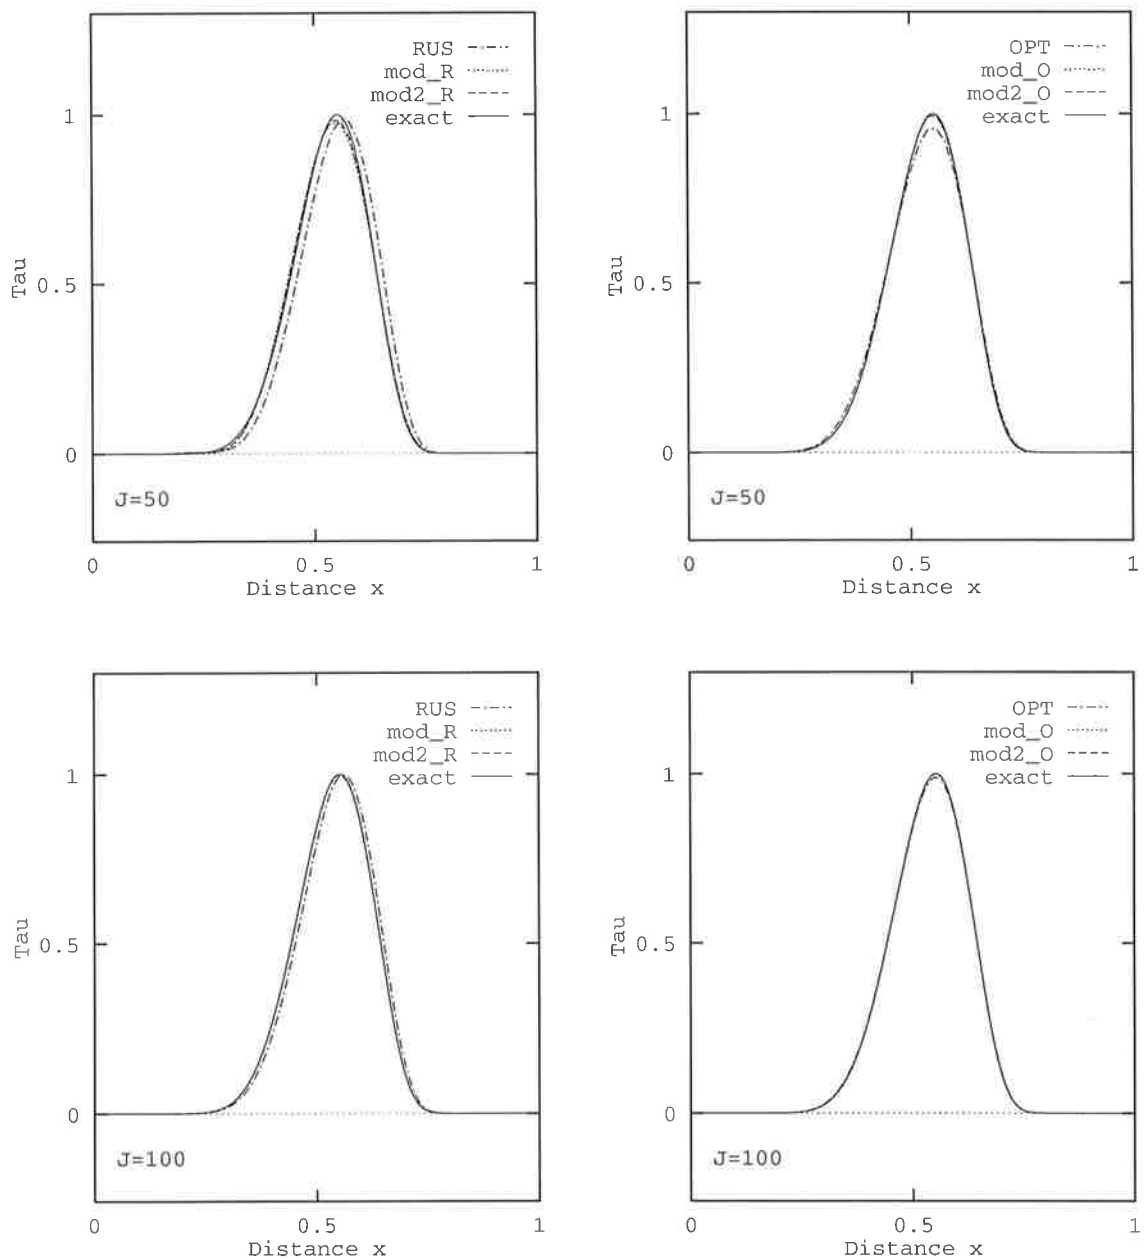 RUS
mod_R
mod2_R
exact
1
0.5
0
Tau
J=50
0
0.5
1
Distance x
OPT
mod_O
mod2_O
exact
1
0.5
0
Tau
J=50
0
0.5
1
Distance x
RUS
mod_R
mod2_R
exact
1
0.5
0
Tau
J=100
0
0.5
1
Distance x
OPT
mod_O
mod2_O
exact
1
0.5
0
Tau
J=100
0
0.5
1
Distance x